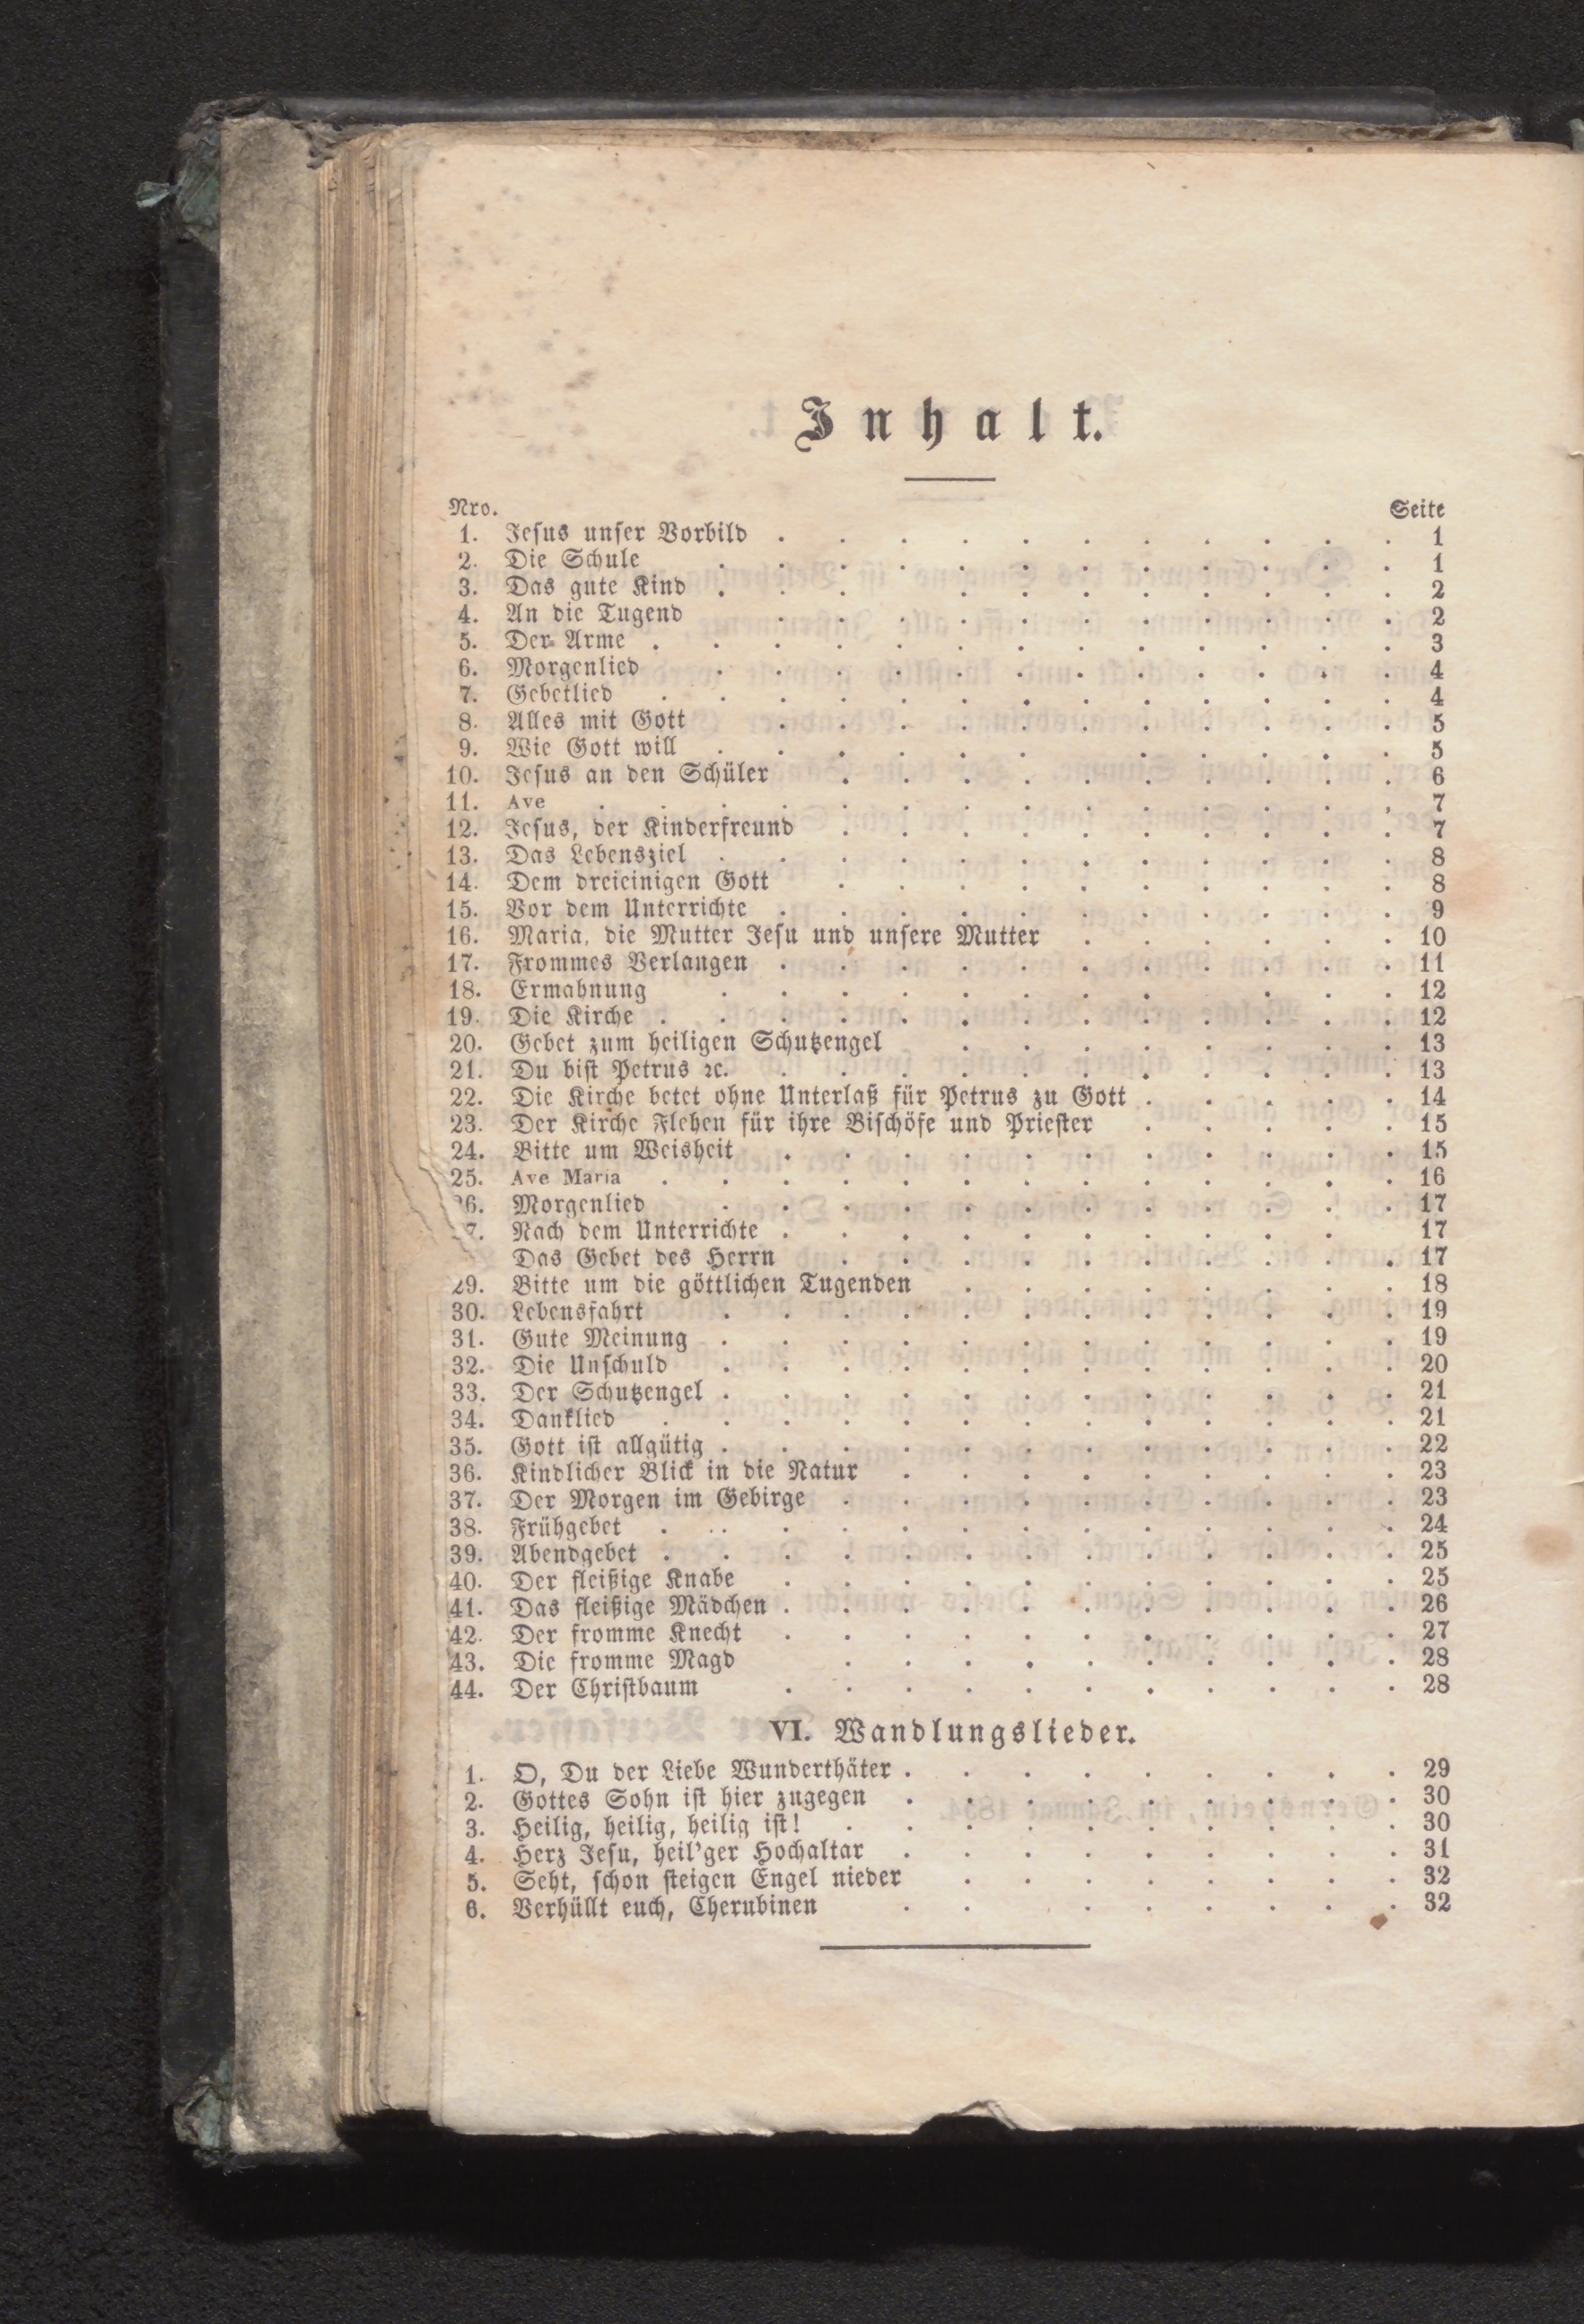 Inhalt.
Nro. Seite
1. Jesus unser Vorbild . . . . . . . . . . . 1
2. Die Schule . . . . . . . . . . . . 1
3. Das gute Kind . . . . . . . . . . . 2
4. An die Tugend . . . . . . . . . . . 2
5. Der Arme . . . . . . . . . . . . . 3
6. Morgenlied . . . . . . . . . . . . 4
7. Gebetlied . . . . . . . . . . . . . 4
8. Alles mit Gott . . . . . . . . . . . 5
9. Wie Gott will . . . . . . . . . . . . 5
10. Jesus an den Schüler . . . . . . . . . . 6
11. Ave . . . . . . . . . . . . . . 7
12. Jesus, der Kinderfreund . . . . . . . . . . 7
13. Das Lebensziel . . . . . . . . . . . . 8
14. Dem dreieinigen Gott . . . . . . . . . . 8
15. Vor dem Unterrichte . . . . . . . . . . . 9
16. Maria, die Mutter Jesu und unsere Mutter . . . . . . 10
17. Frommes Verlangen . . . . . . . . . . . 11
18. Ermahnung . . . . . . . . . . . 12
19. Die Kirche . . . . . . . . . . . . . 12
20. Gebet zum heiligen Schutzengel . . . . . . . . 13
21. Du bist Petrus ꝛc. . . . . . . . . . . . 13
22. Die Kirche betet ohne Unterlaß für Petrus zu Gott . . . . . 14
23. Der Kirche Flehen für ihre Bischöfe und Priester . . . . . 15
24. Bitte um Weisheit . . . . . . . . . . . 15
25. Ave Maria . . . . . . . . . . . . . 16
26. Morgenlied . . . . . . . . . . . . 17
27. Nach dem Unterrichte . . . . . . . . . . . 17
Das Gebet des Herrn . . . . . . . . . . 17
29. Bitte um die göttlichen Tugenden . . . . . . . . 18
30. Lebensfahrt . . . . . . . . . . . . 19
31. Gute Meinung . . . . . . . . . . . . 19
32. Die Unschuld . . . . . . . . . . . . 20
33. Der Schutzengel . . . . . . . . . . . . 21
34. Danklied . . . . . . . . . . . . . 21
35. Gott ist allgütig . . . . . . . . . . . . 22
36. Kindlicher Blick in die Natur . . . . . . . . . 23
37. Der Morgen im Gebirge . . . . . . . . . . 23
38. Frühgebet . . . . . . . . . . . . . 24
39. Abendgebet . . . . . . . . . . . . . 25
40. Der fleißige Knabe . . . . . . . . . . . 25
41. Das fleißige Mädchen . . . . . . . . . . . 26
42. Der fromme Knecht . . . . . . . . . . . 27
43. Die fromme Magd . . . . . . . . . . 28
44. Der Christbaum . . . . . . . . . . . 28
VI. Wandlungslieder.
1. O, Du der Liebe Wunderthäter . . . . . . . . . 29
2. Gottes Sohn ist hier zugegen . . . . . . . . . 30
3. Heilig, heilig, heilig ist! . . . . . . . . . . 30
4. Herz Jesu, heil'ger Hochaltar . . . . . . . . . 31
5. Seht, schon steigen Engel nieder . . . . . . . . 32
6. Verhüllt euch, Cherubinen . . . . . . . . 32